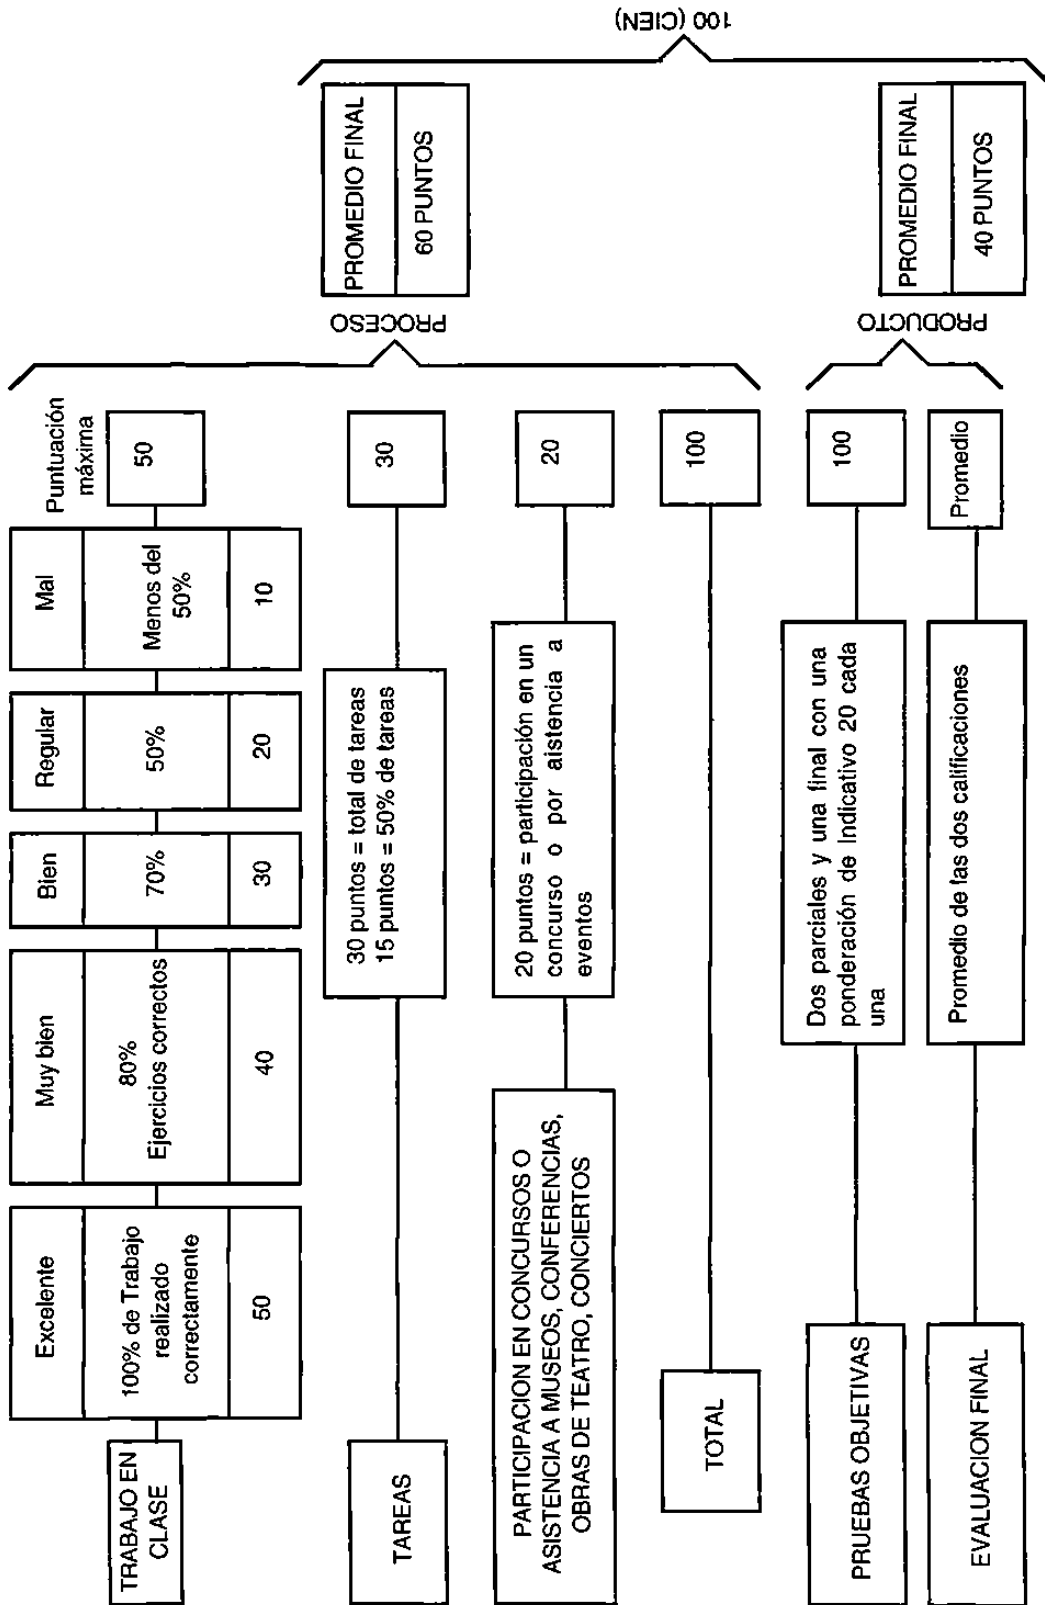 Puntuación
máxima
TRABAJO EN
CLASE
Excelente
100% de Trabajo
realizado
correctamente
50
Muy bien
80%
Ejercicios correctos
40
Bien
70%
30
Regular
50%
20
Mal
Menos del
50%
10
50
TAREAS
30 puntos = total de tareas
15 puntos = 50% de tareas
30
PARTICIPACION EN CONCURSOS O
ASISTENCIA A MUSEOS, CONFERENCIAS,
OBRAS DE TEATRO, CONCIERTOS
20 puntos = participación en un
concurso o por aistencia a
eventos
20
TOTAL
100
PROCESO
PROMEDIO FINAL
60 PUNTOS
PRUEBAS OBJETIVAS
Dos parciales y una final con una
ponderación de Indicativo 20 cada
una
100
EVALUACION FINAL
Promedio de las dos calificaciones
Promedio
PRODUCTO
PROMEDIO FINAL
40 PUNTOS
100 (CIEN)